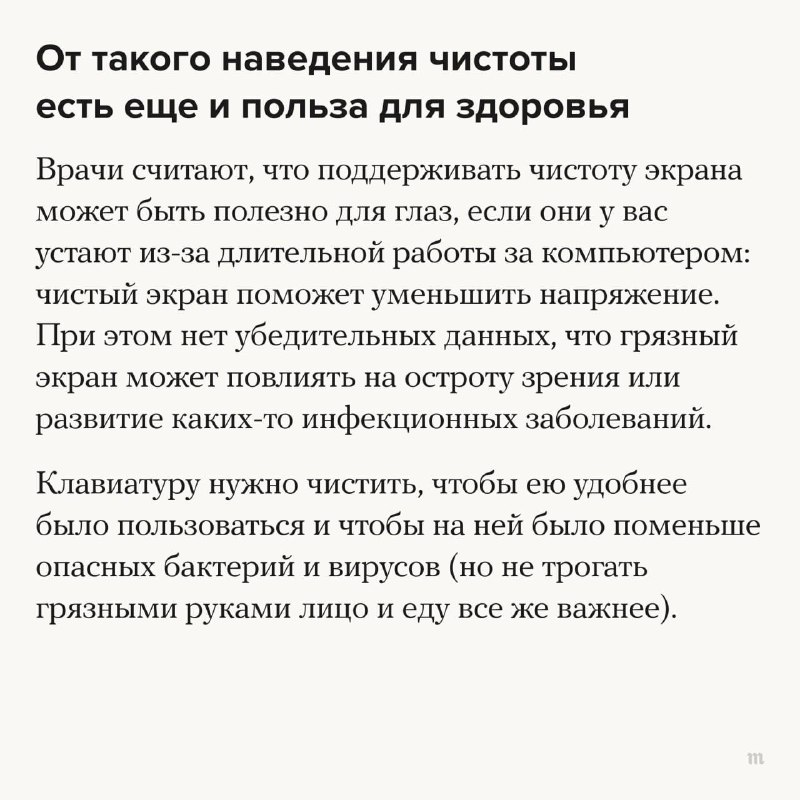 От такого наведения чистоты
есть еще и польза для здоровья
Врачи считают, что поддерживать чистоту экрана
может быть полезно для глаз, если они у вас
устают из-за длительной работы за компьютером:
чистый экран поможет уменьшить напряжение.
При этом нет убедительных данных, что грязный
экран может повлиять на остроту зрения или
развитие каких-то инфекционных заболеваний.
Клавиатуру нужно чистить, чтобы ею удобнее
было пользоваться и чтобы на ней было поменьше
опасных бактерий и вирусов (но не трогать
грязными руками лицо и еду все же важнее).
m